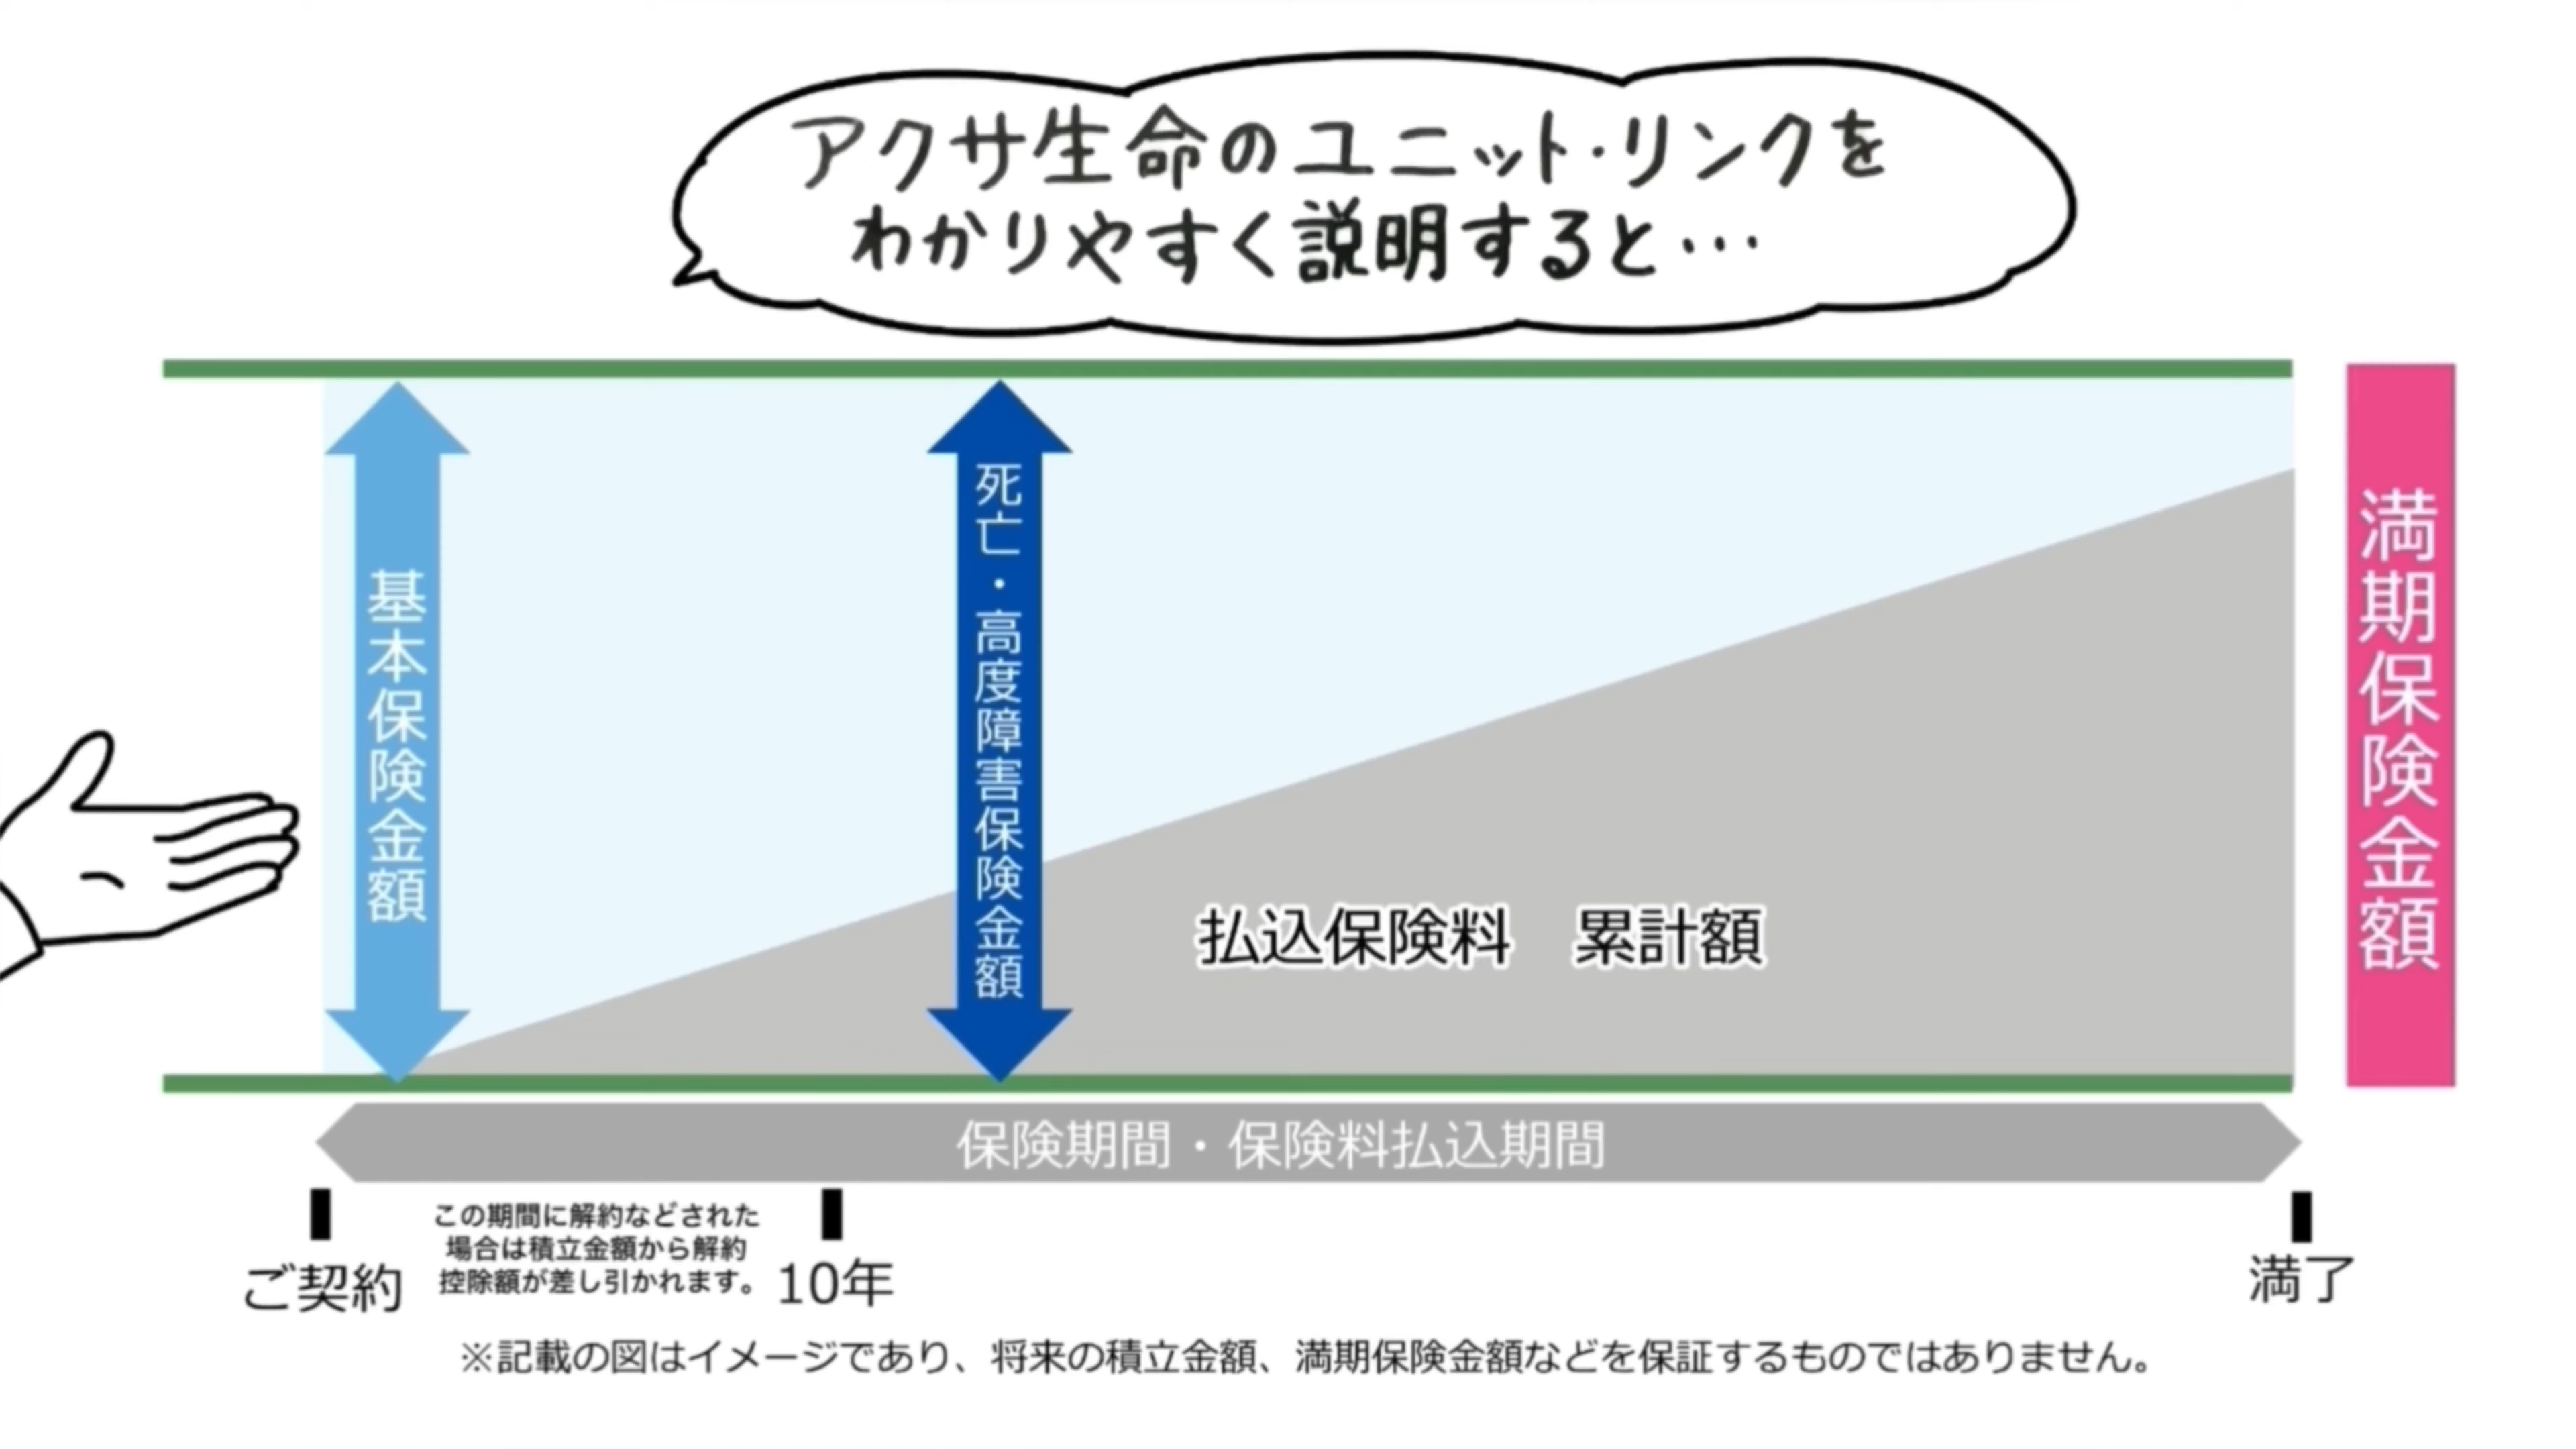 アクサ生命のユニット・リンクを
わかりやすく説明すると…
基本保険金額
死亡・高度障害保険金額
満期保険金額
払込保険料　累計額
保険期間・保険料払込期間
ご契約
この期間に解約などされた
場合は積立金額から解約
控除額が差し引かれます。
10年
満了
※記載の図はイメージであり、将来の積立金額、満期保険金額などを保証するものではありません。